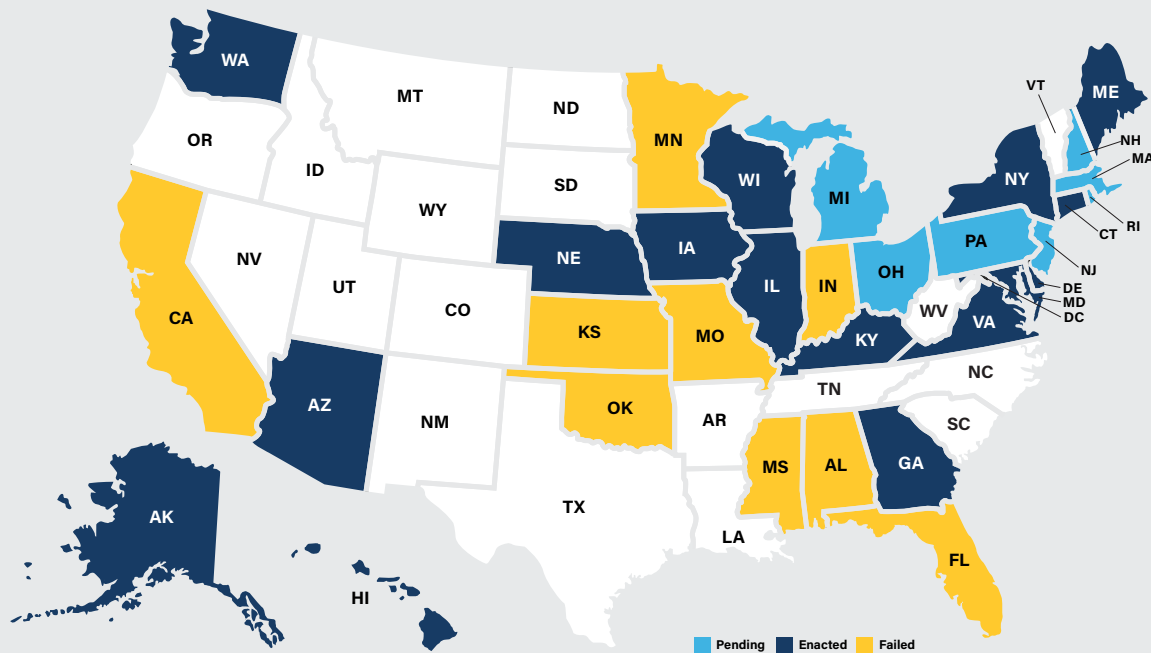 WA
MT
ND
MN
VT
ME
OR
ID
SD
WI
MI
NY
NH
MA
WY
RI
CT
NV
UT
NE
IA
PA
NJ
CO
IL
IN
OH
DE
MD
DC
CA
KS
MO
KY
WV
VA
AZ
NM
OK
AR
TN
NC
SC
MS
AL
GA
TX
LA
FL
AK
HI
Pending Enacted Failed